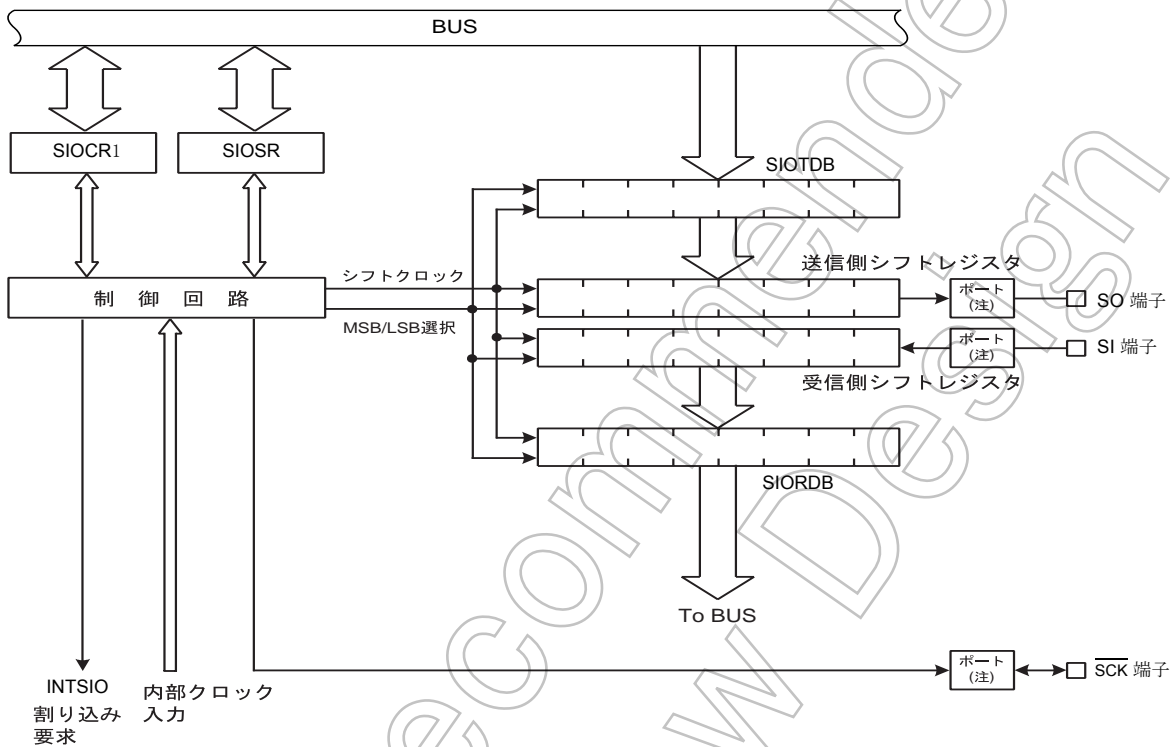 BUS
SIOCR1
SIOSR
SIOTDB
シフトクロック
送信側シフトレジスタ
制 御 回 路
ポート
(注)
SO 端子
MSB/LSB選択
ポート
(注)
SI 端子
受信側シフトレジスタ
SIORDB
To BUS
ポート
(注)
SCK 端子
INTSIO
割り込み
要求
内部クロック
入力
ecommende
w Design